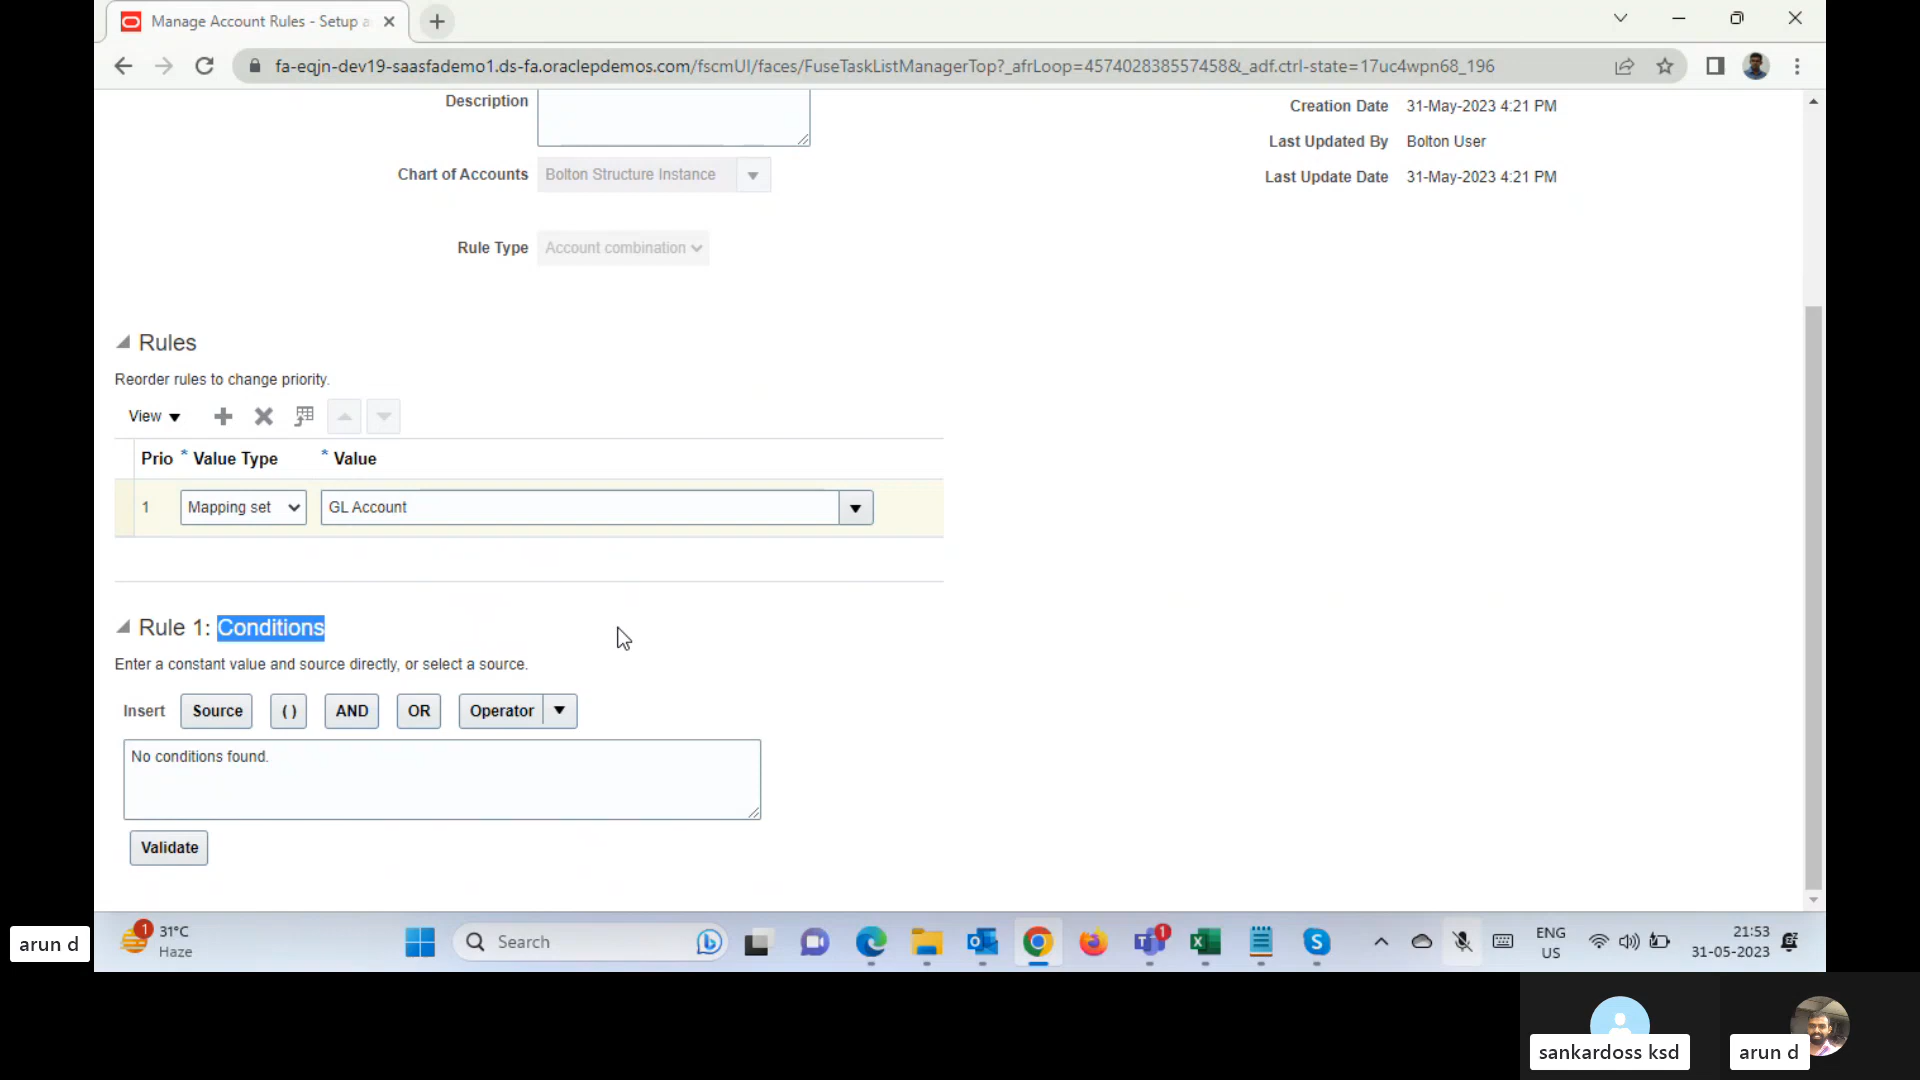 Manage Account Rules - Setup a
fa-eqjn-dev19-saasfademo1.ds-fa.oraclepdemos.com/fscmUI/faces/FuseTaskListManagerTop?_afrLoop=4574028385574588&_adf.ctrl-state=17uc4wpn68_196
Description
Creation Date 31-May-2023 4:21 PM
Last Updated By Bolton User
Chart of Accounts Bolton Structure Instance
Last Update Date 31-May-2023 4:21 PM
Rule Type Account combination
Rules
Reorder rules to change priority.
View
Prio * Value Type * Value
1 Mapping set GL Account
Rule 1: Conditions
Enter a constant value and source directly, or select a source.
Insert Source ( ) AND OR Operator
No conditions found.
Validate
arun d
1
31°C
Haze
Search
1
ENG
US
21:53
31-05-2023
sankardoss ksd
arun d